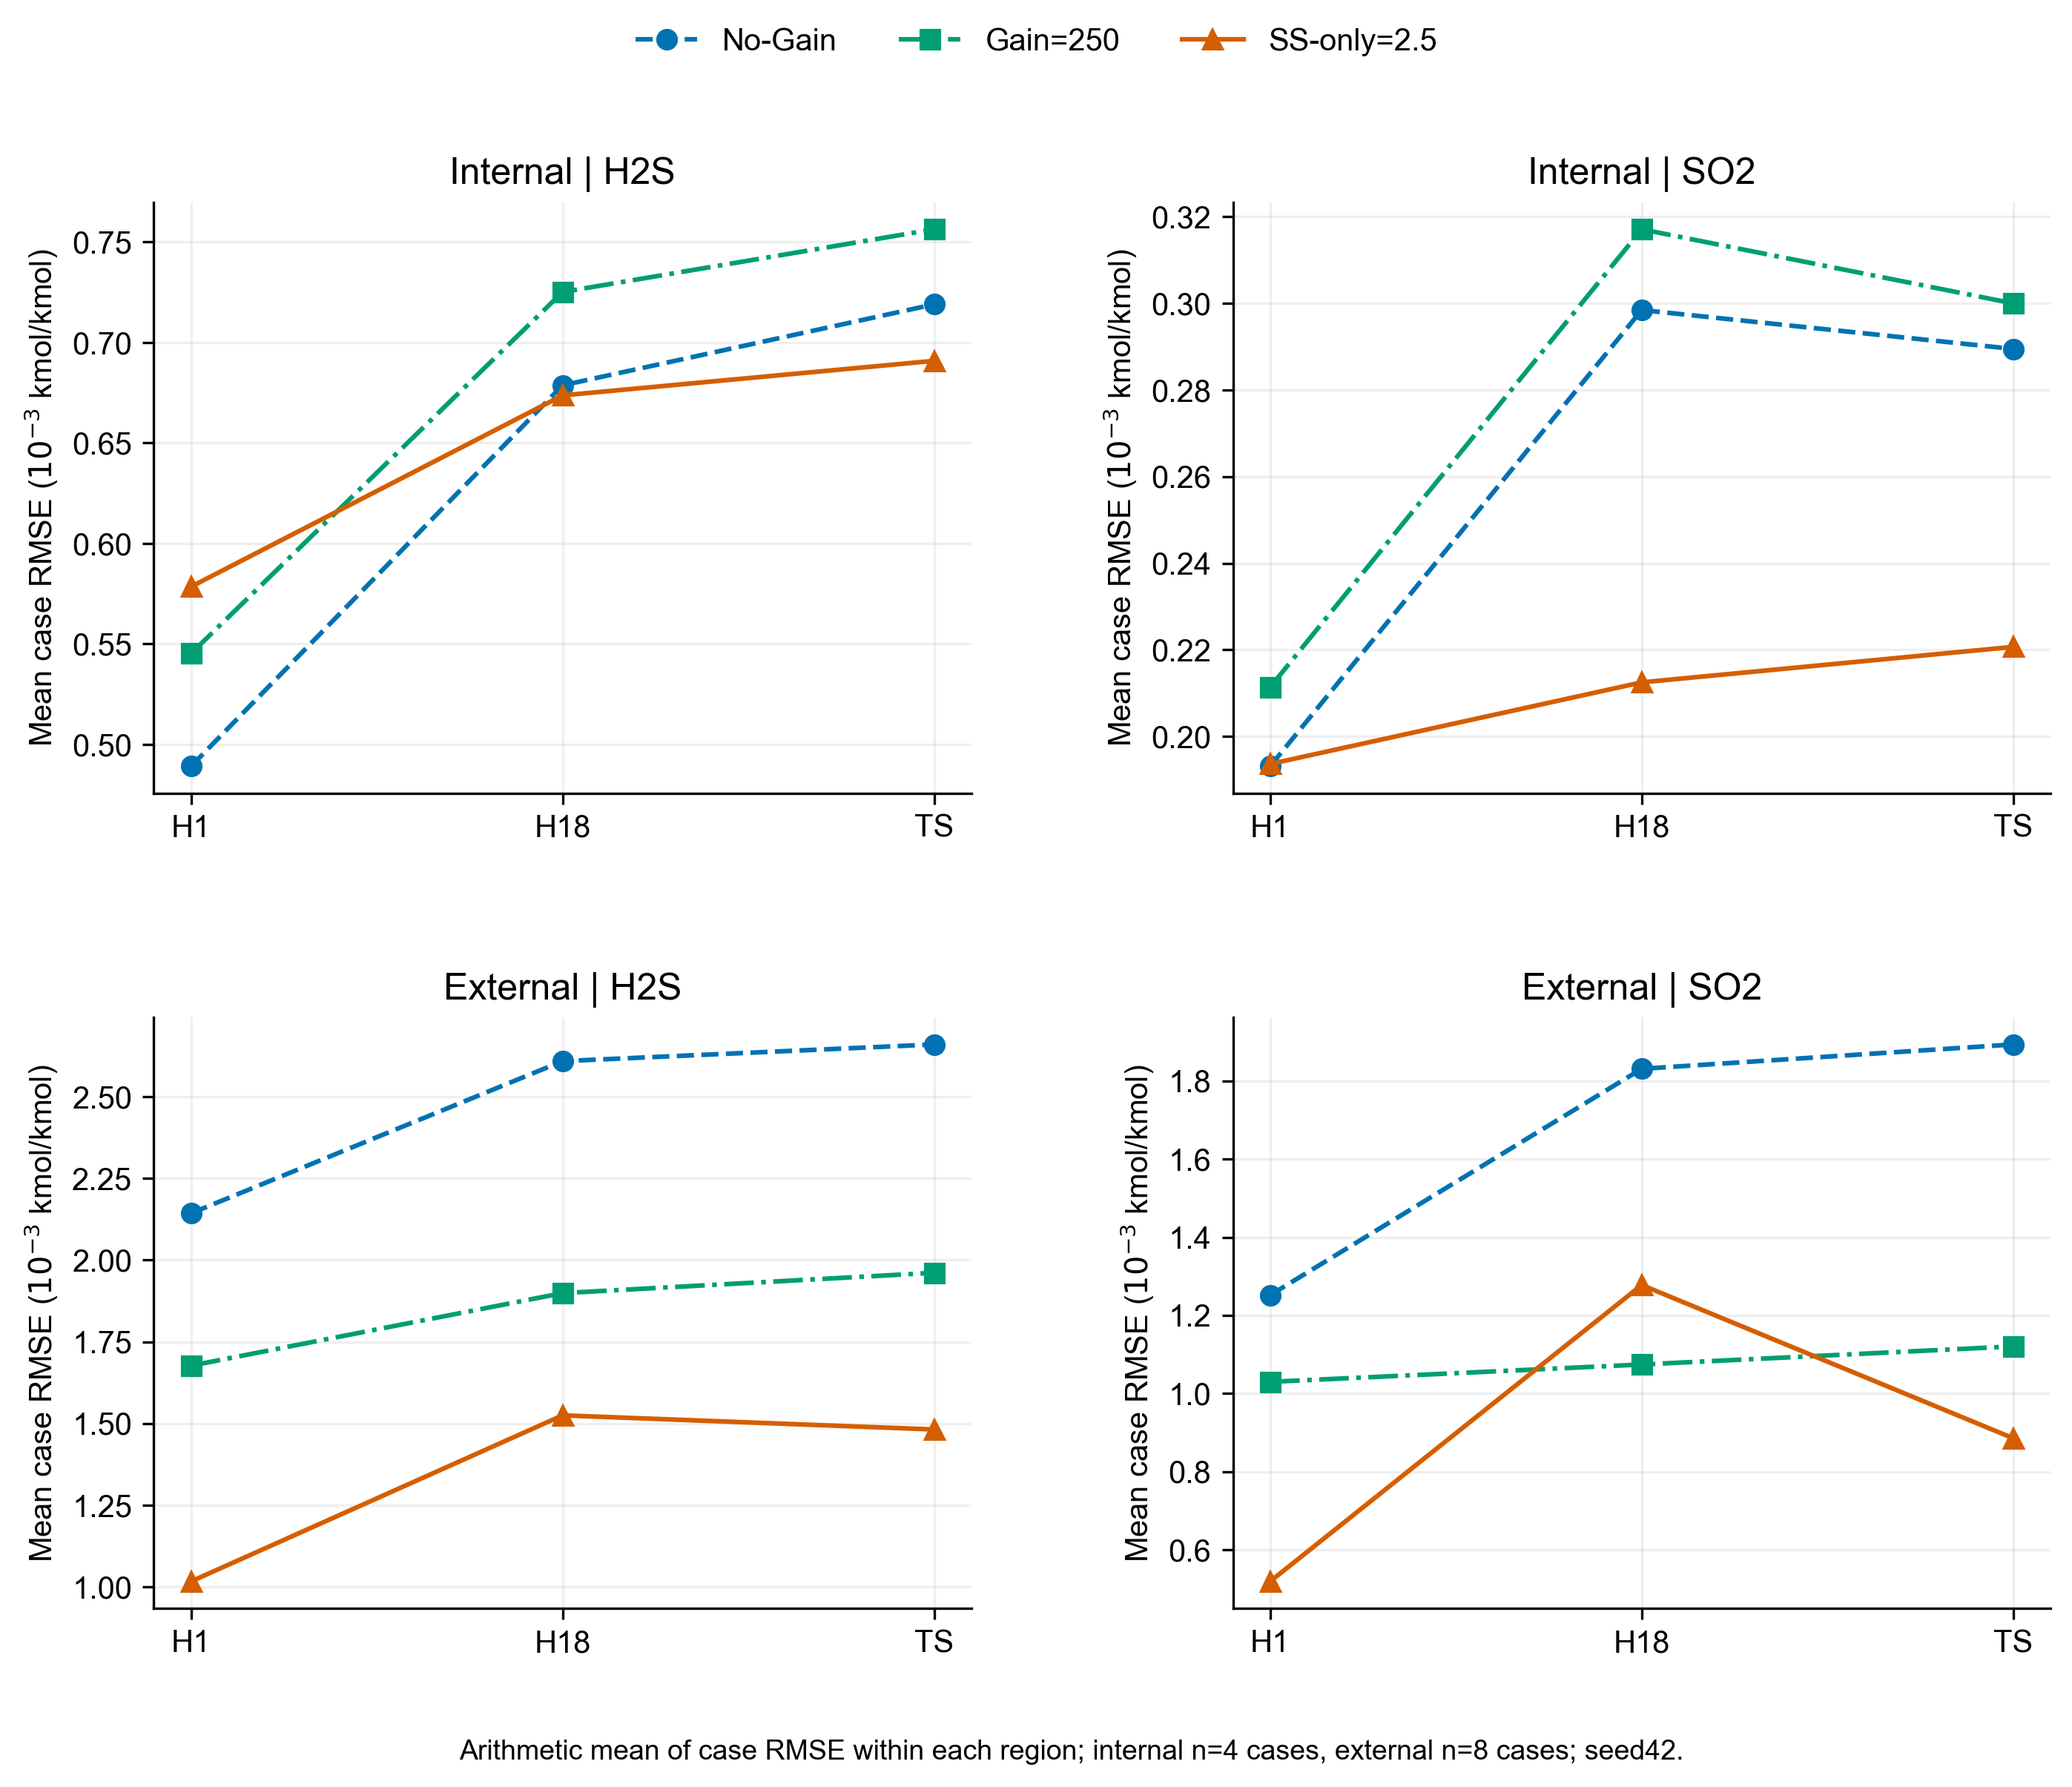 No-Gain Gain=250 SS-only=2.5
Internal | H2S
Mean case RMSE (10⁻³ kmol/kmol)
0.75
0.70
0.65
0.60
0.55
0.50
H1 H18 TS
Internal | SO2
Mean case RMSE (10⁻³ kmol/kmol)
0.32
0.30
0.28
0.26
0.24
0.22
0.20
H1 H18 TS
External | H2S
Mean case RMSE (10⁻³ kmol/kmol)
2.50
2.25
2.00
1.75
1.50
1.25
1.00
H1 H18 TS
External | SO2
Mean case RMSE (10⁻³ kmol/kmol)
1.8
1.6
1.4
1.2
1.0
0.8
0.6
H1 H18 TS
Arithmetic mean of case RMSE within each region; internal n=4 cases, external n=8 cases; seed42.